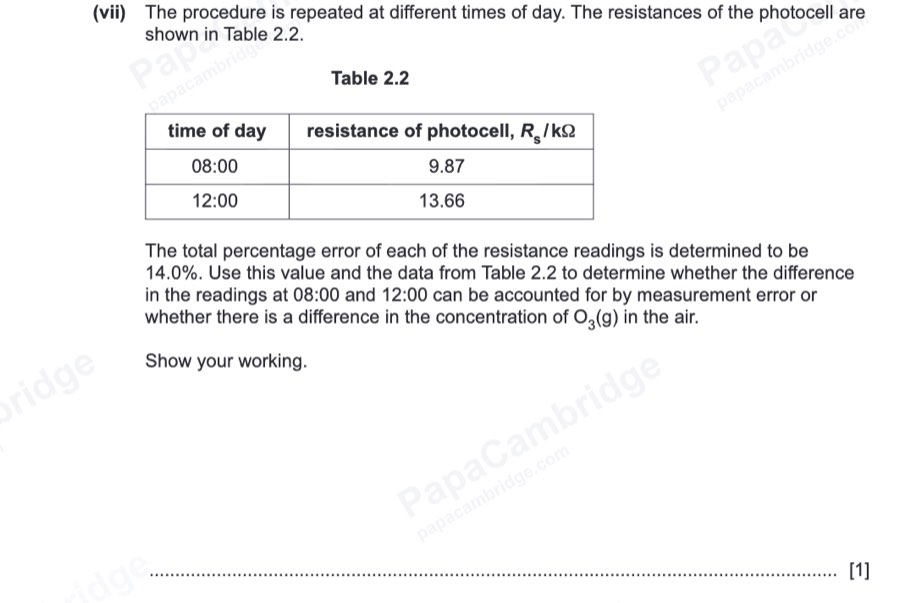 (vii) The procedure is repeated at different times of day. The resistances of the photocell are
shown in Table 2.2.
Table 2.2
time of day resistance of photocell, Rₛ/kΩ
08:00 9.87
12:00 13.66
The total percentage error of each of the resistance readings is determined to be
14.0%. Use this value and the data from Table 2.2 to determine whether the difference
in the readings at 08:00 and 12:00 can be accounted for by measurement error or
whether there is a difference in the concentration of O₃(g) in the air.
Show your working.
bridge
PapaCambridge
papacambridge.com
.......................................................................................................................... [1]